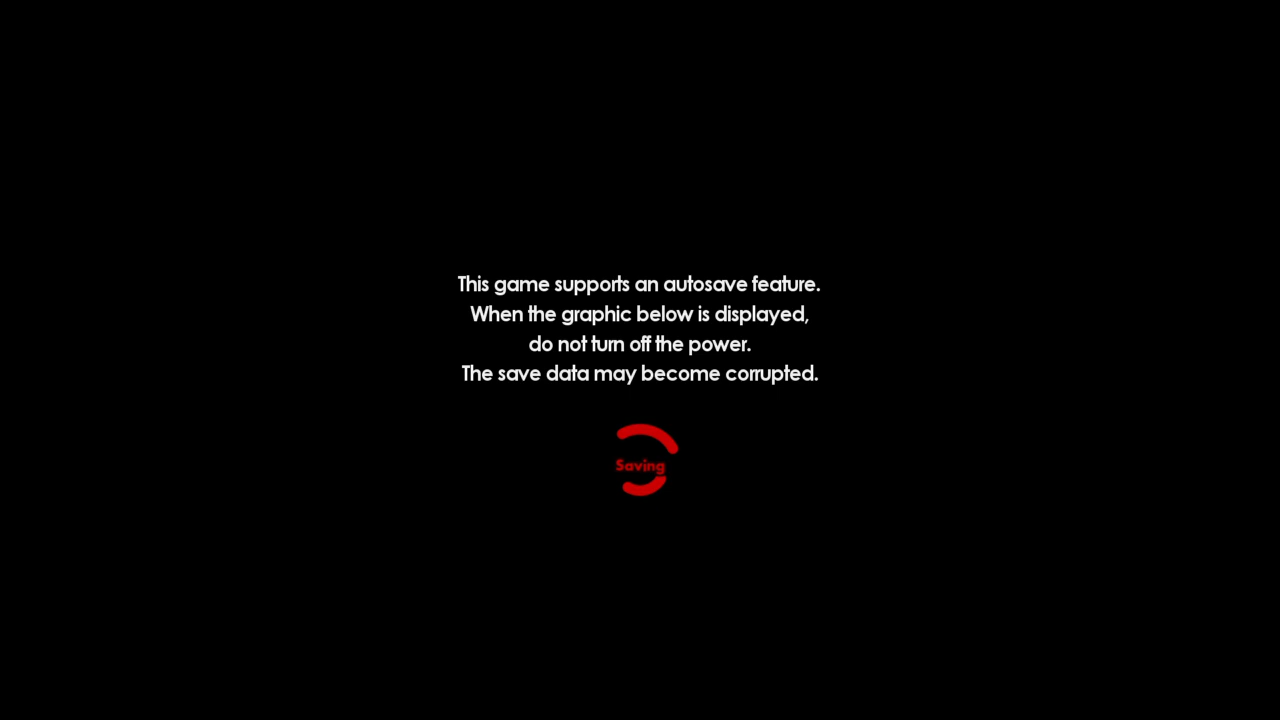 This game supports an autosave feature.
When the graphic below is displayed,
do not turn off the power.
The save data may become corrupted.
Saving